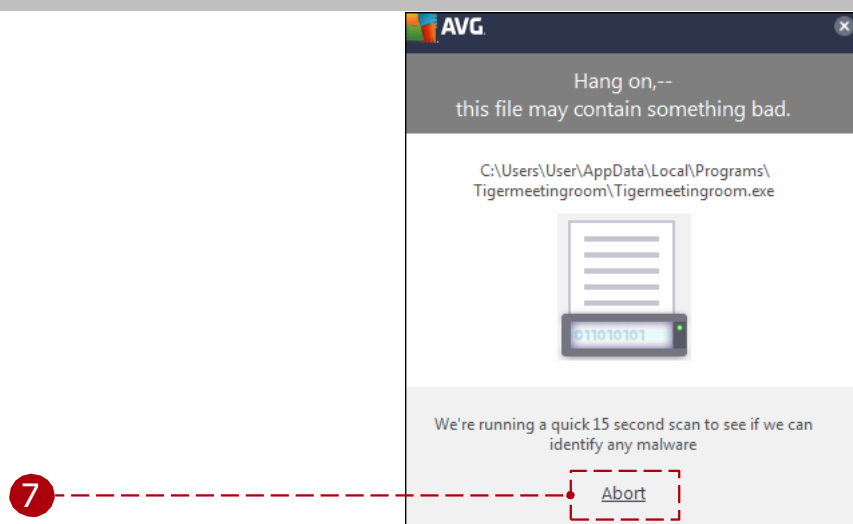 AVG
Hang on,--
this file may contain something bad.
C:\Users\User\AppData\Local\Programs\
Tigermeetingroom\Tigermeetingroom.exe
011010101
We're running a quick 15 second scan to see if we can
identify any malware
7
Abort